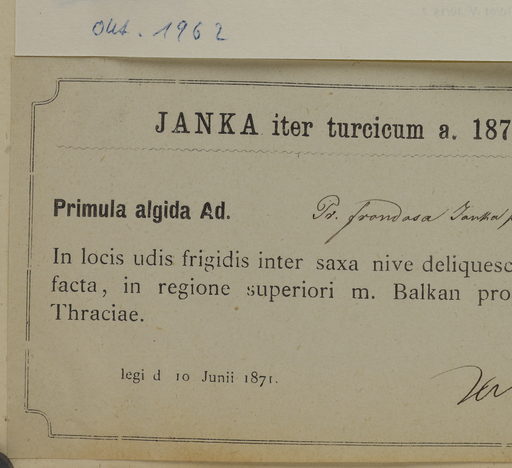 Okt. 1962
JANKA iter turcicum a. 187
Primula algida Ad. Pr. frondosa Janka
In locis udis frigidis inter saxa nive deliquesc
facta, in regione superiori m. Balkan pro
Thraciae.
legi d 10 Junii 1871.